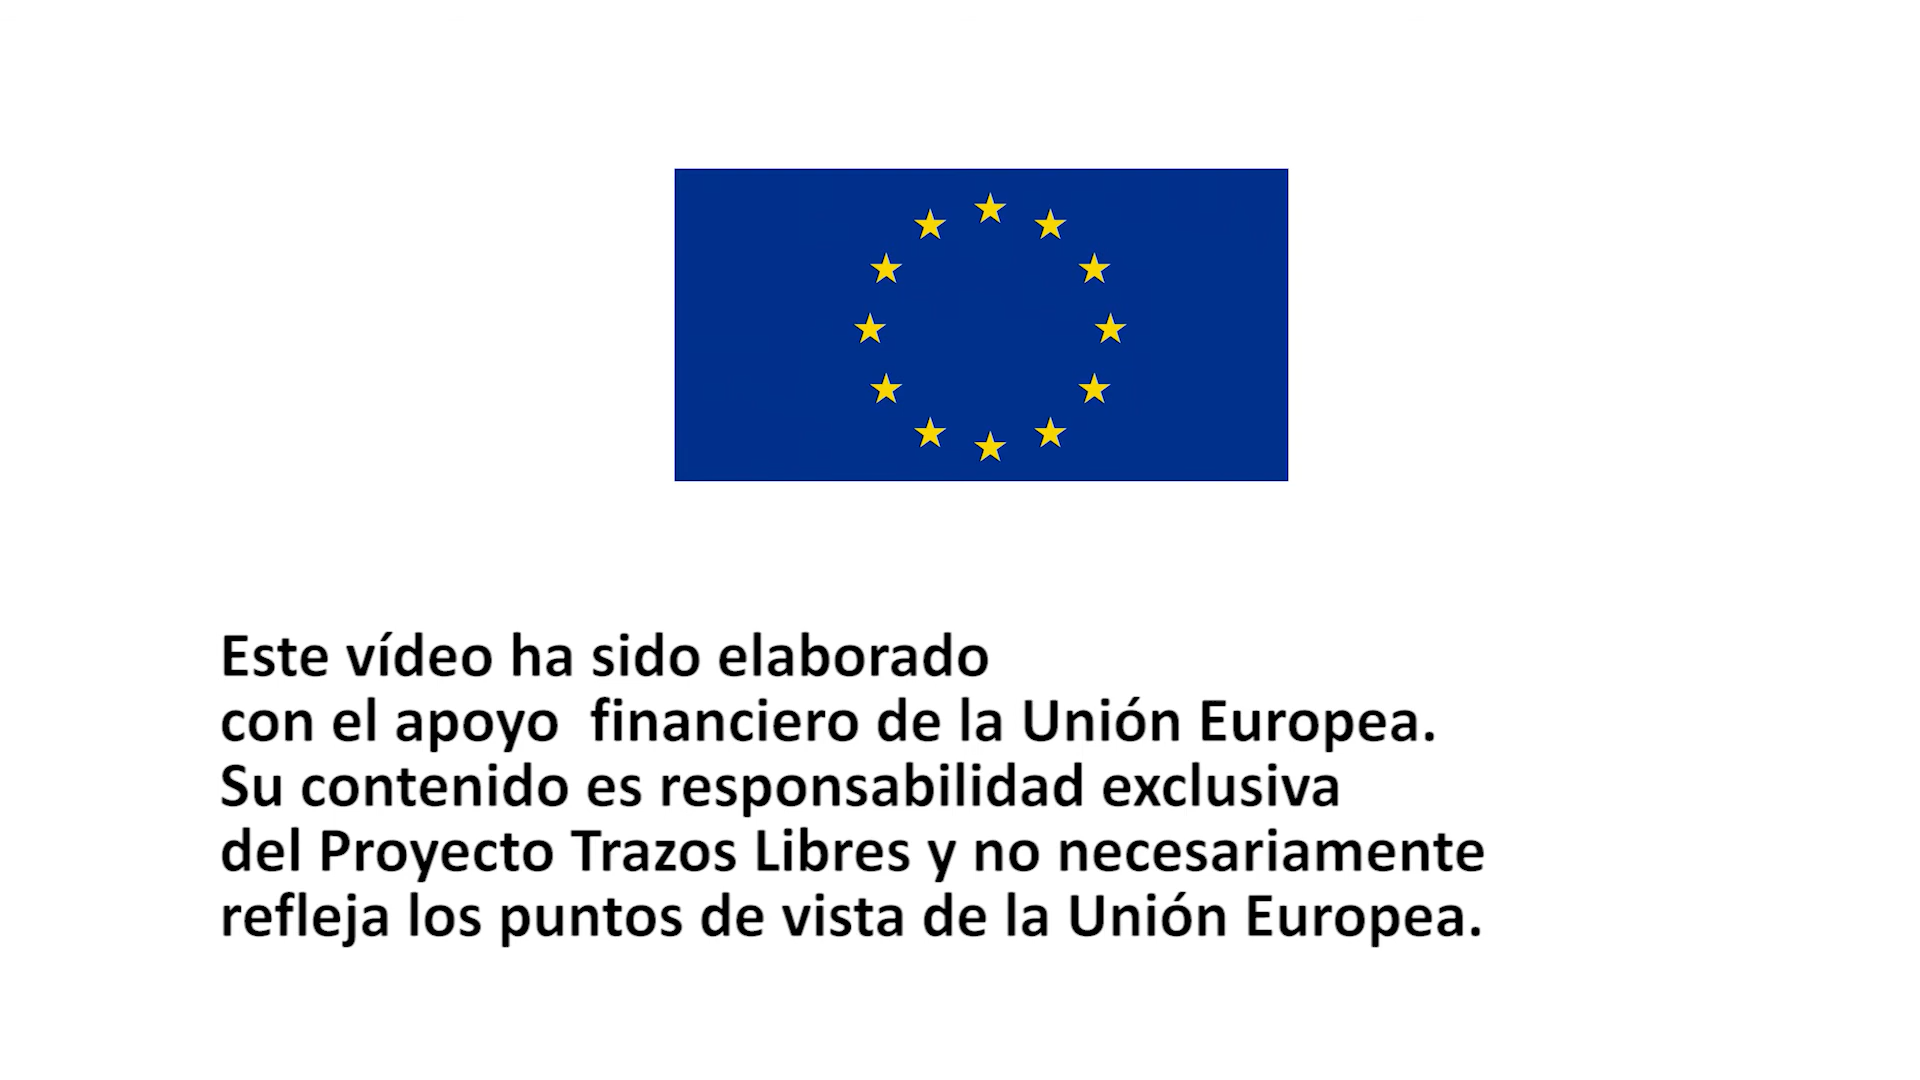 Este vídeo ha sido elaborado
con el apoyo  financiero de la Unión Europea.
Su contenido es responsabilidad exclusiva
del Proyecto Trazos Libres y no necesariamente
refleja los puntos de vista de la Unión Europea.